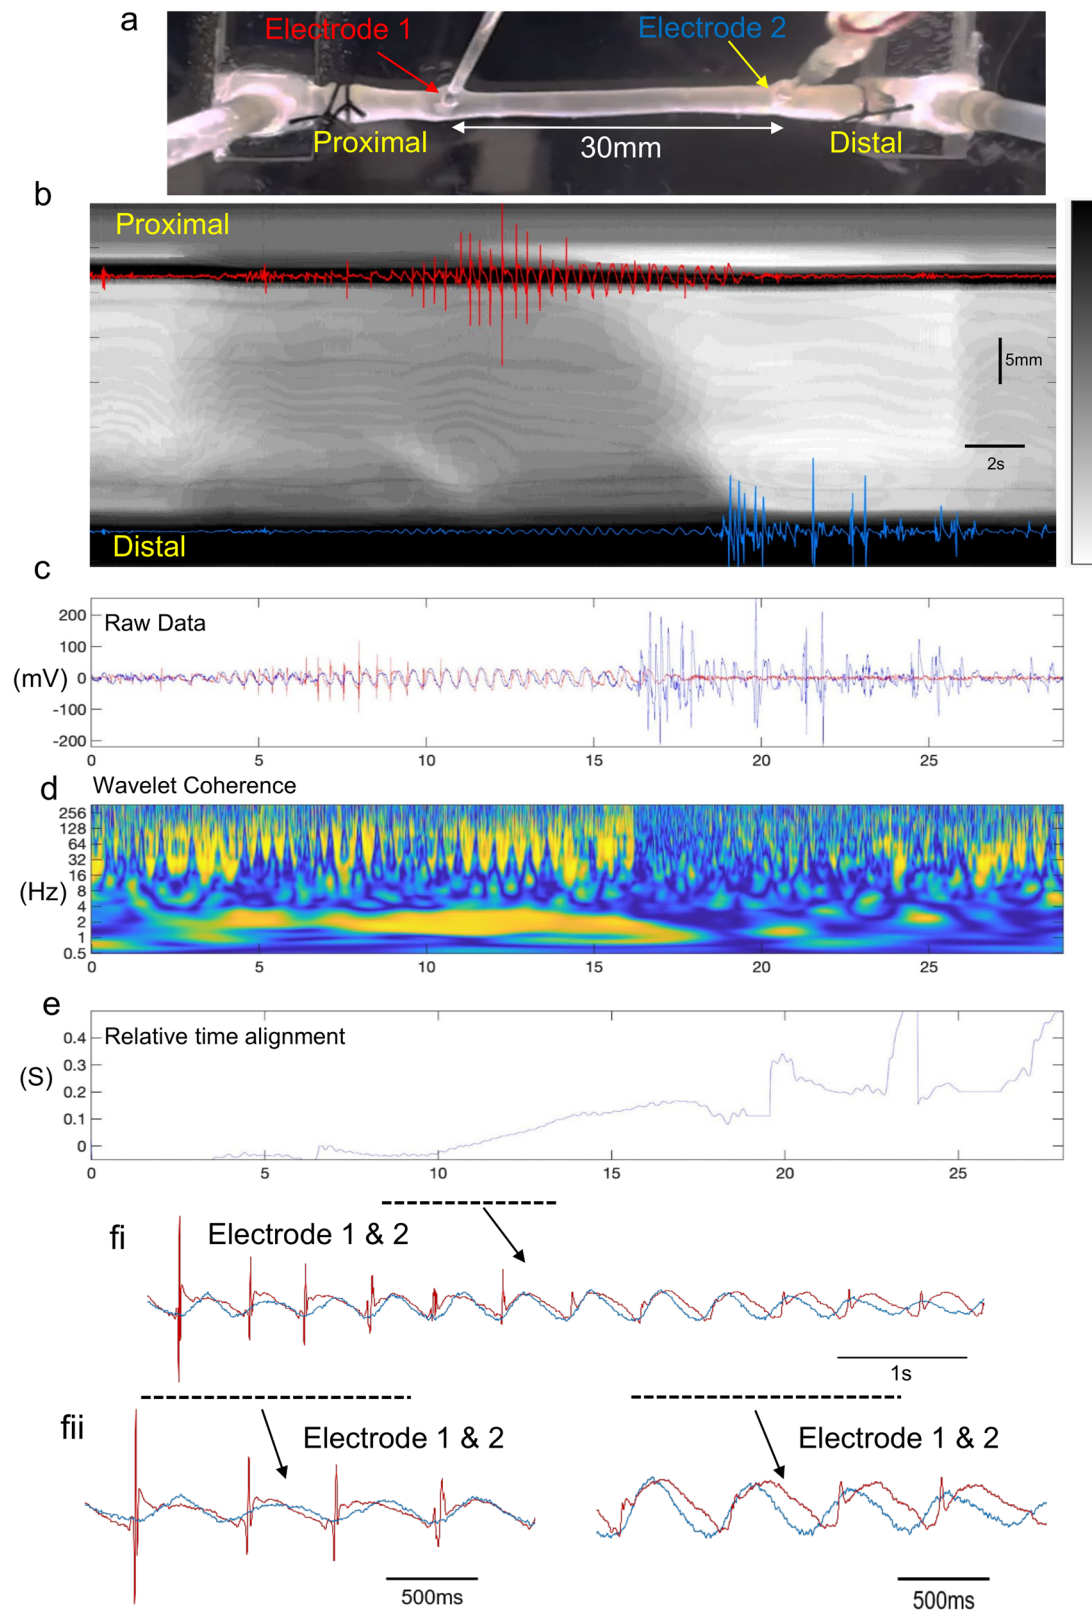 a
Electrode 1
Electrode 2
Proximal
30mm
Distal
b
Proximal
5mm
2s
Distal
c
Raw Data
(mV)
200
100
0
-100
-200
0 5 10 15 20 25
d
Wavelet Coherence
(Hz)
256
128
64
32
16
8
4
2
1
0.5
0 5 10 15 20 25
e
Relative time alignment
(S)
0.4
0.3
0.2
0.1
0
0 5 10 15 20 25
fi
Electrode 1 & 2
1s
fii
Electrode 1 & 2
Electrode 1 & 2
500ms
500ms